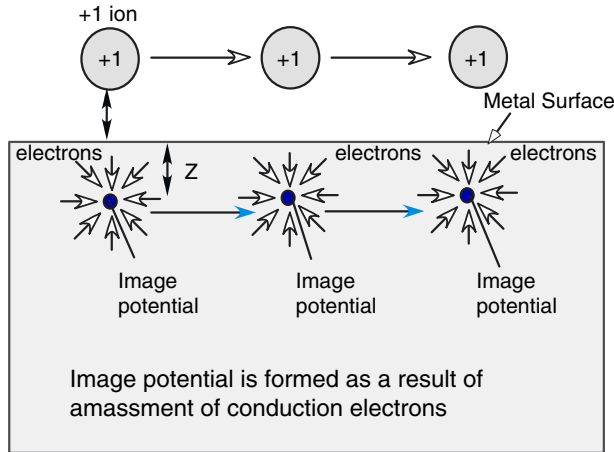 +1 ion
+1
+1
+1
Metal Surface
electrons
Z
electrons
electrons
Image
potential
Image
potential
Image
potential
Image potential is formed as a result of
amassment of conduction electrons